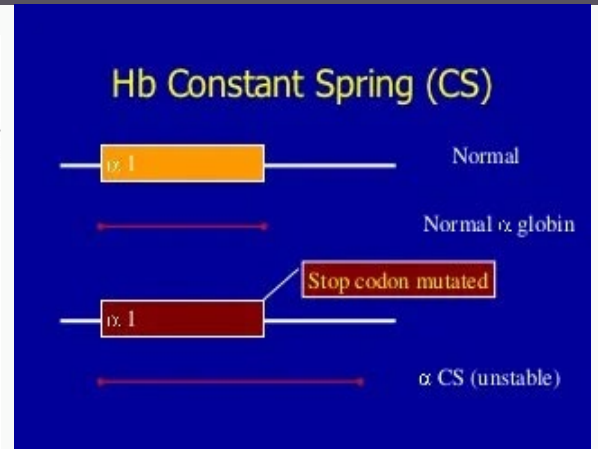 Hb Constant Spring (CS)
α 1
Normal
Normal α globin
Stop codon mutated
α 1
α CS (unstable)